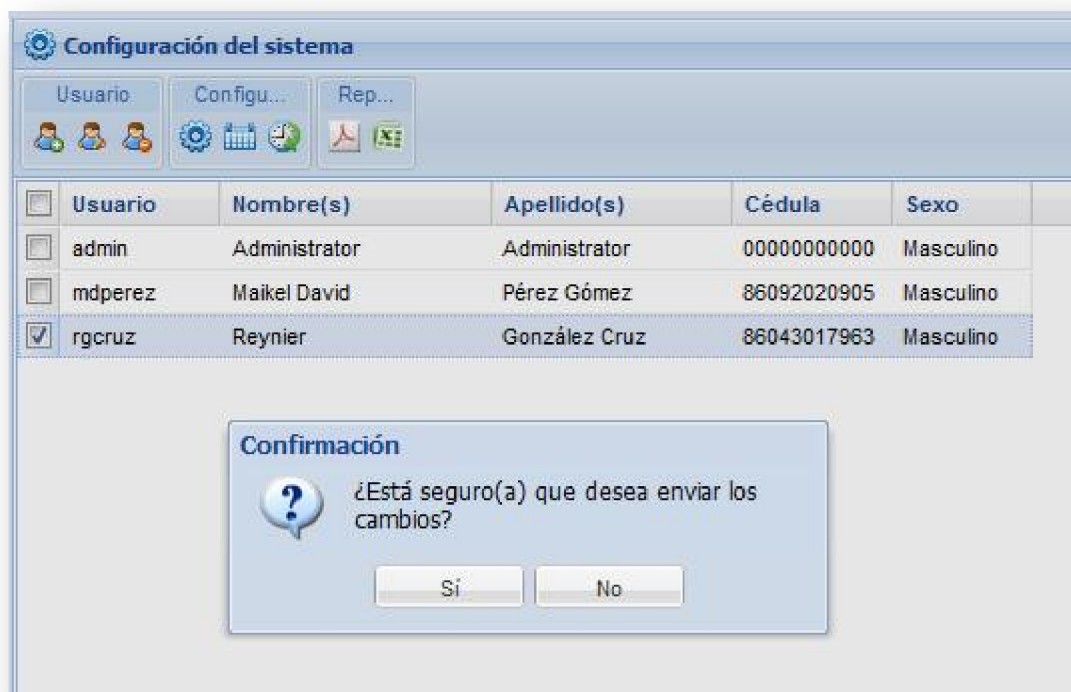 Configuración del sistema
Usuario Configu... Rep...
Usuario Nombre(s) Apellido(s) Cédula Sexo
admin Administrator Administrator 00000000000 Masculino
mdperez Maikel David Pérez Gómez 86092020905 Masculino
rgcruz Reynier González Cruz 86043017963 Masculino
Confirmación
¿Está seguro(a) que desea enviar los
cambios?
Sí No